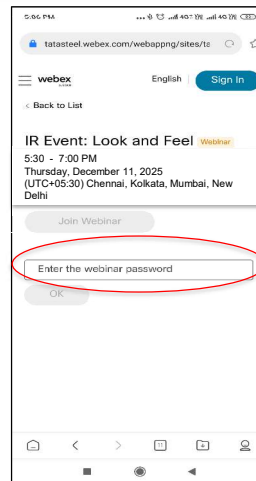 5:06 PM
tatasteel.webex.com/webappng/sites/ta
webex
English
Sign In
Back to List
IR Event: Look and Feel Webinar
5:30 - 7:00 PM
Thursday, December 11, 2025
(UTC+05:30) Chennai, Kolkata, Mumbai, New
Delhi
Join Webinar
Enter the webinar password
OK